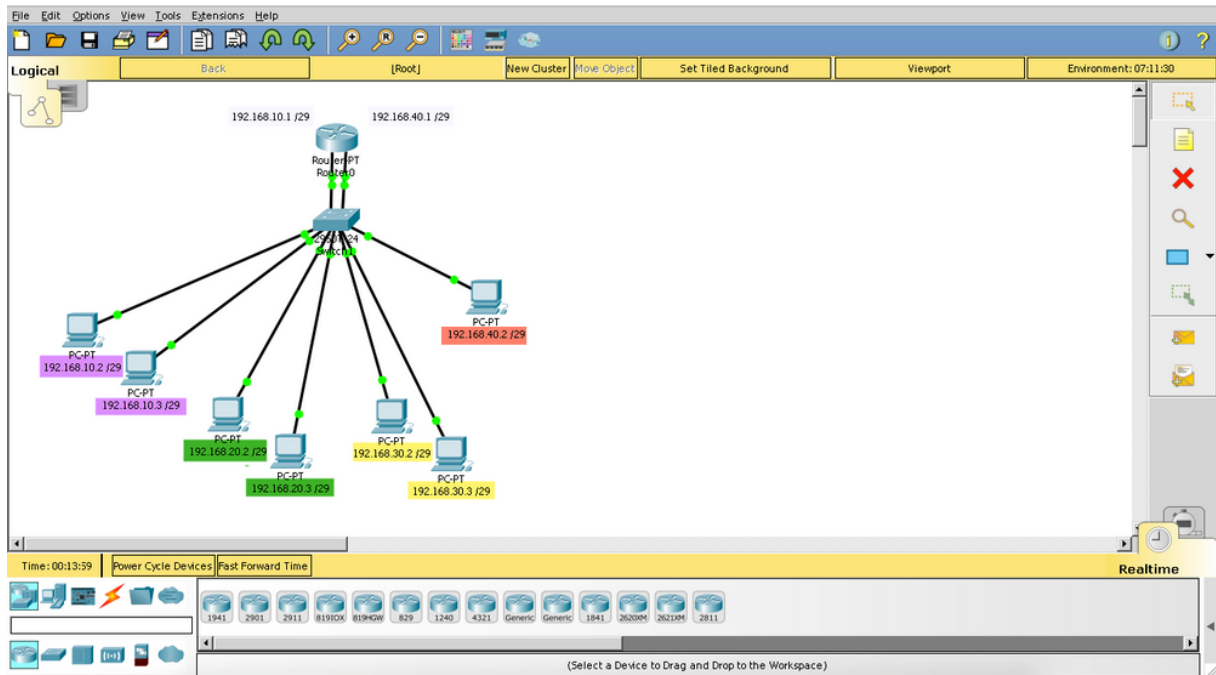 File Edit Options View Tools Extensions Help
Logical Back [Root] New Cluster Move Object Set Tiled Background Viewport Environment: 07:11:30
192.168.10.1 /29 192.168.40.1 /29
Router-PT
Router0
Switch1
PC-PT
192.168.40.2 /29
PC-PT
192.168.10.2 /29
PC-PT
192.168.10.3 /29
PC-PT
192.168.20.2 /29
PC-PT
192.168.30.2 /29
PC-PT
192.168.20.3 /29
PC-PT
192.168.30.3 /29
Time: 00:13:59 Power Cycle Devices Fast Forward Time Realtime
1941 2901 2911 819IOX 819HGW 829 1240 4321 Generic Generic 1841 2620XM 2621XM 2811
(Select a Device to Drag and Drop to the Workspace)